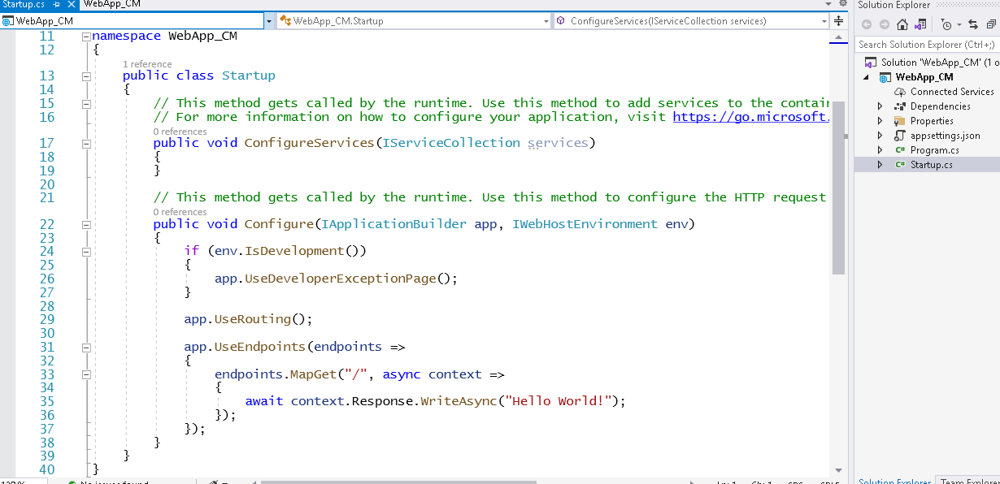 Startup.cs WebApp_CM
WebApp_CM WebApp_CM.Startup ConfigureServices(IServiceCollection services)
11 namespace WebApp_CM
12 {
1 reference
13 public class Startup
14 {
15 // This method gets called by the runtime. Use this method to add services to the contain
16 // For more information on how to configure your application, visit https://go.microsoft.
0 references
17 public void ConfigureServices(IServiceCollection services)
18 {
19 }
20
21 // This method gets called by the runtime. Use this method to configure the HTTP request
0 references
22 public void Configure(IApplicationBuilder app, IWebHostEnvironment env)
23 {
24 if (env.IsDevelopment())
25 {
26 app.UseDeveloperExceptionPage();
27 }
28
29 app.UseRouting();
30
31 app.UseEndpoints(endpoints =>
32 {
33 endpoints.MapGet("/", async context =>
34 {
35 await context.Response.WriteAsync("Hello World!");
36 });
37 });
38 }
39 }
40 }
No issues found
Solution Explorer
Search Solution Explorer (Ctrl+;)
Solution 'WebApp_CM' (1 o
WebApp_CM
Connected Services
Dependencies
Properties
appsettings.json
C# Program.cs
C# Startup.cs
Solution Explorer Team Explorer